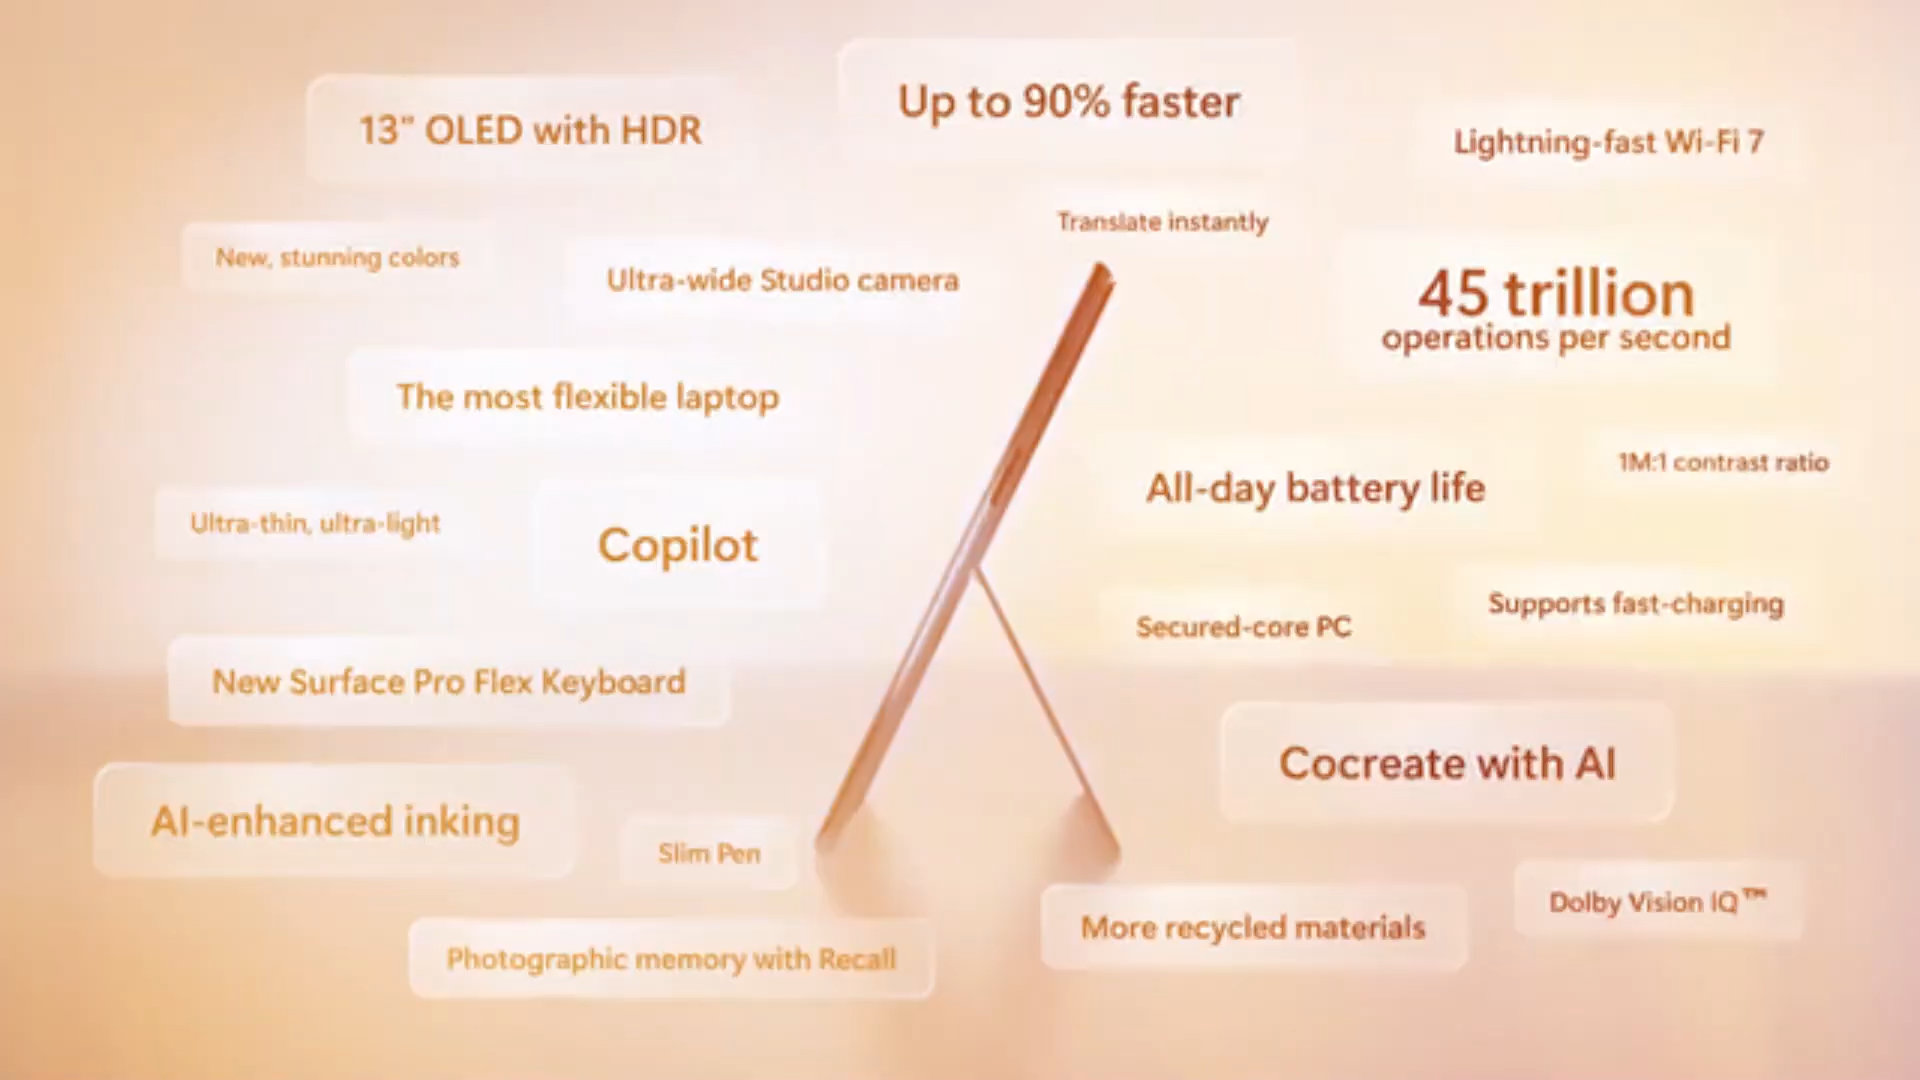 13" OLED with HDR
Up to 90% faster
Lightning-fast Wi-Fi 7
Translate instantly
New, stunning colors
Ultra-wide Studio camera
45 trillion
operations per second
The most flexible laptop
1M:1 contrast ratio
All-day battery life
Ultra-thin, ultra-light
Copilot
Supports fast-charging
Secured-core PC
New Surface Pro Flex Keyboard
Cocreate with AI
AI-enhanced inking
Slim Pen
Dolby Vision IQ™
More recycled materials
Photographic memory with Recall